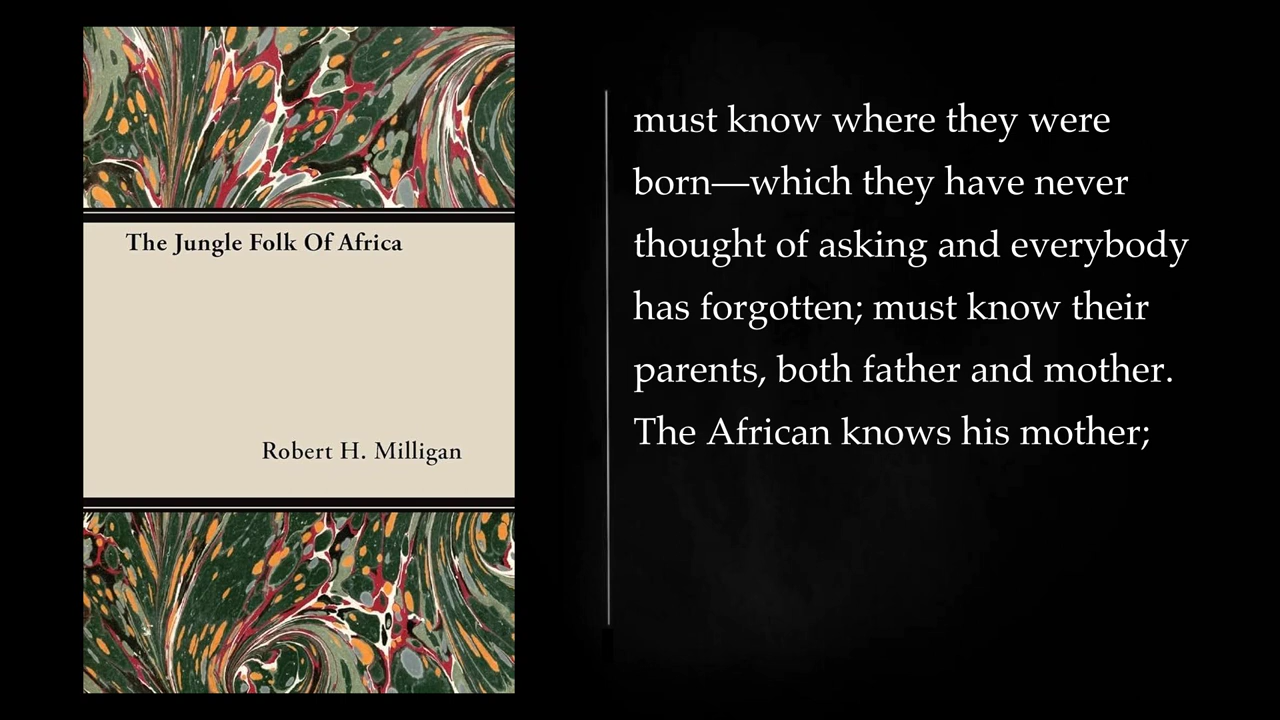 The Jungle Folk Of Africa
Robert H. Milligan
must know where they were
born—which they have never
thought of asking and everybody
has forgotten; must know their
parents, both father and mother.
The African knows his mother;